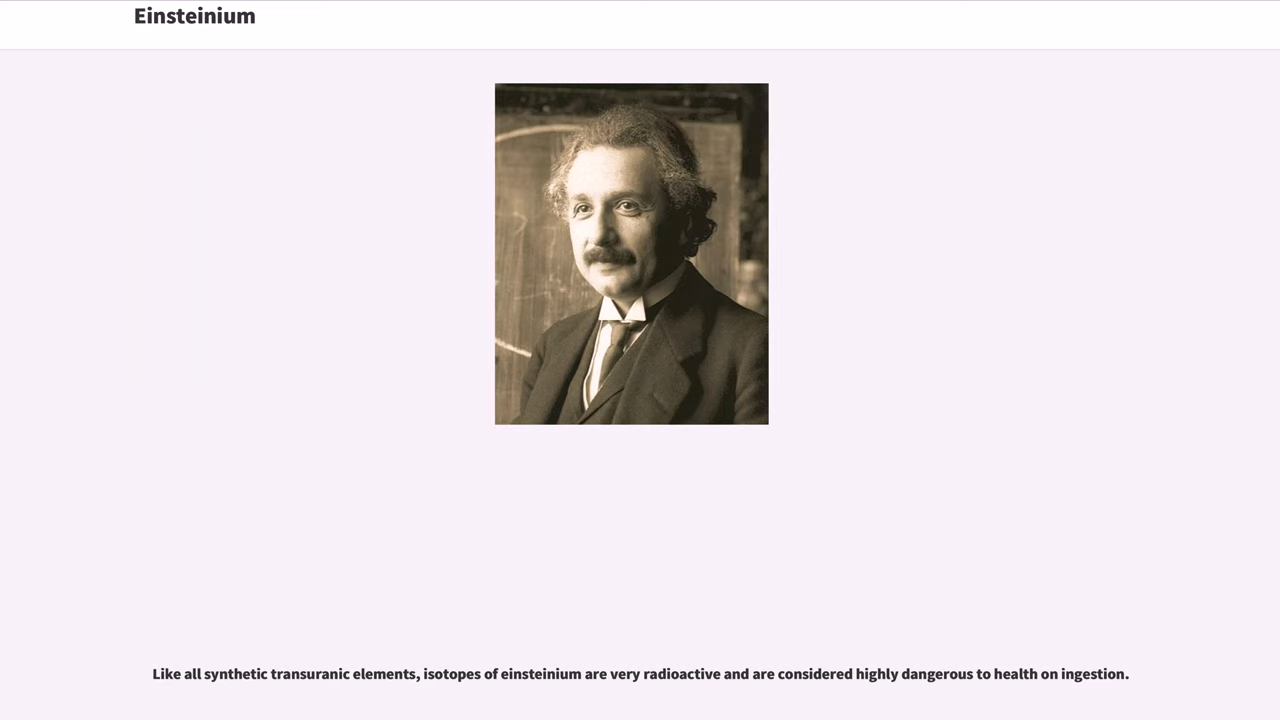 Einsteinium
Like all synthetic transuranic elements, isotopes of einsteinium are very radioactive and are considered highly dangerous to health on ingestion.